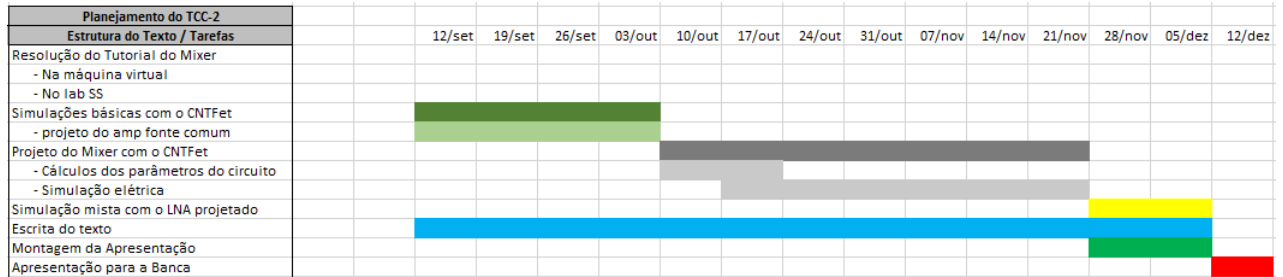 Planejamento do TCC-2
Estrutura do Texto / Tarefas 12/set 19/set 26/set 03/out 10/out 17/out 24/out 31/out 07/nov 14/nov 21/nov 28/nov 05/dez 12/dez
Resolução do Tutorial do Mixer
- Na máquina virtual
- No lab SS
Simulações básicas com o CNTFet
- projeto do amp fonte comum
Projeto do Mixer com o CNTFet
- Cálculos dos parâmetros do circuito
- Simulação elétrica
Simulação mista com o LNA projetado
Escrita do texto
Montagem da Apresentação
Apresentação para a Banca